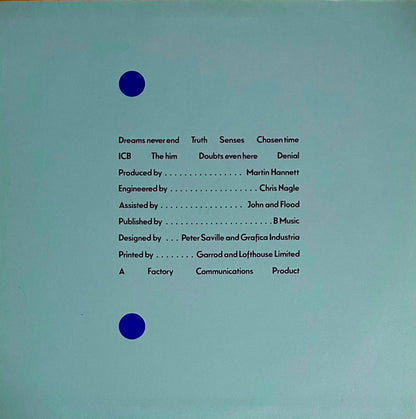 Dreams never end Truth Senses Chosen time
ICB The him Doubts even here Denial
Produced by . . . . . . . . . . . . . . . Martin Hannett
Engineered by . . . . . . . . . . . . . . . . . Chris Nagle
Assisted by . . . . . . . . . . . . . . . . . John and Flood
Published by . . . . . . . . . . . . . . . . . . . . . B Music
Designed by . . . Peter Saville and Grafica Industria
Printed by . . . . . . . . Garrod and Lofthouse Limited
A Factory Communications Product